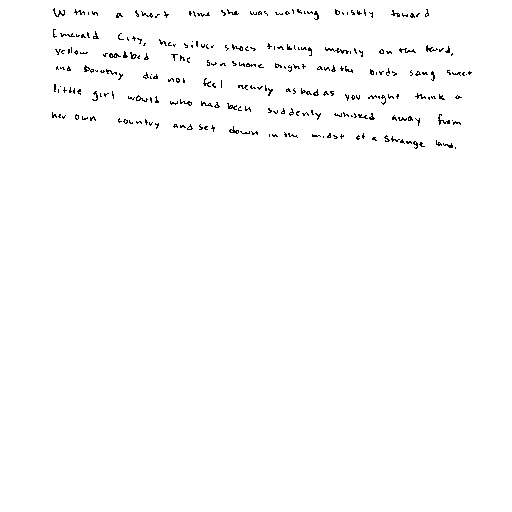 Within a short time she was walking briskly toward
Emerald City, her silver shoes tinkling merrily on the hard,
yellow roadbed The sun shone bright and the birds sang sweet
and Dorothy did not feel nearly as bad as you might think a
little girl would who had been suddenly whisked away from
her own country and set down in the midst of a strange land.